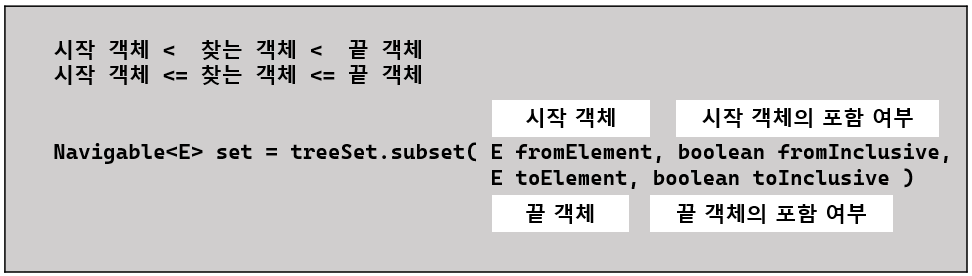 시작 객체 < 찾는 객체 < 끝 객체
시작 객체 <= 찾는 객체 <= 끝 객체
시작 객체 시작 객체의 포함 여부
Navigable<E> set = treeSet.subset( E fromElement, boolean fromInclusive,
E toElement, boolean toInclusive )
끝 객체 끝 객체의 포함 여부